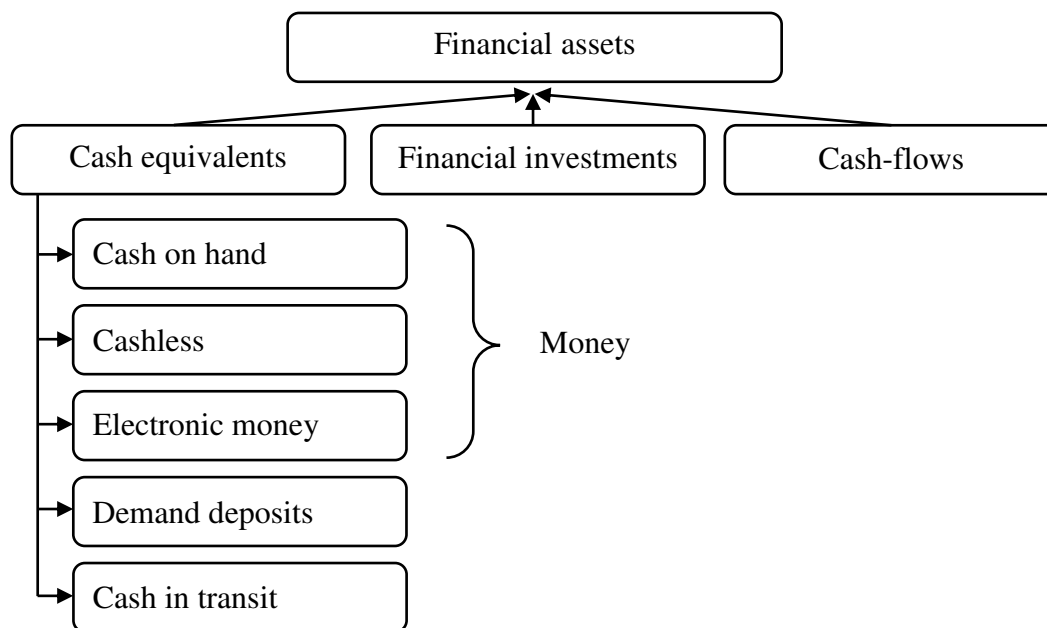 Financial assets
Cash equivalents
Financial investments
Cash-flows
Cash on hand
Cashless
Money
Electronic money
Demand deposits
Cash in transit